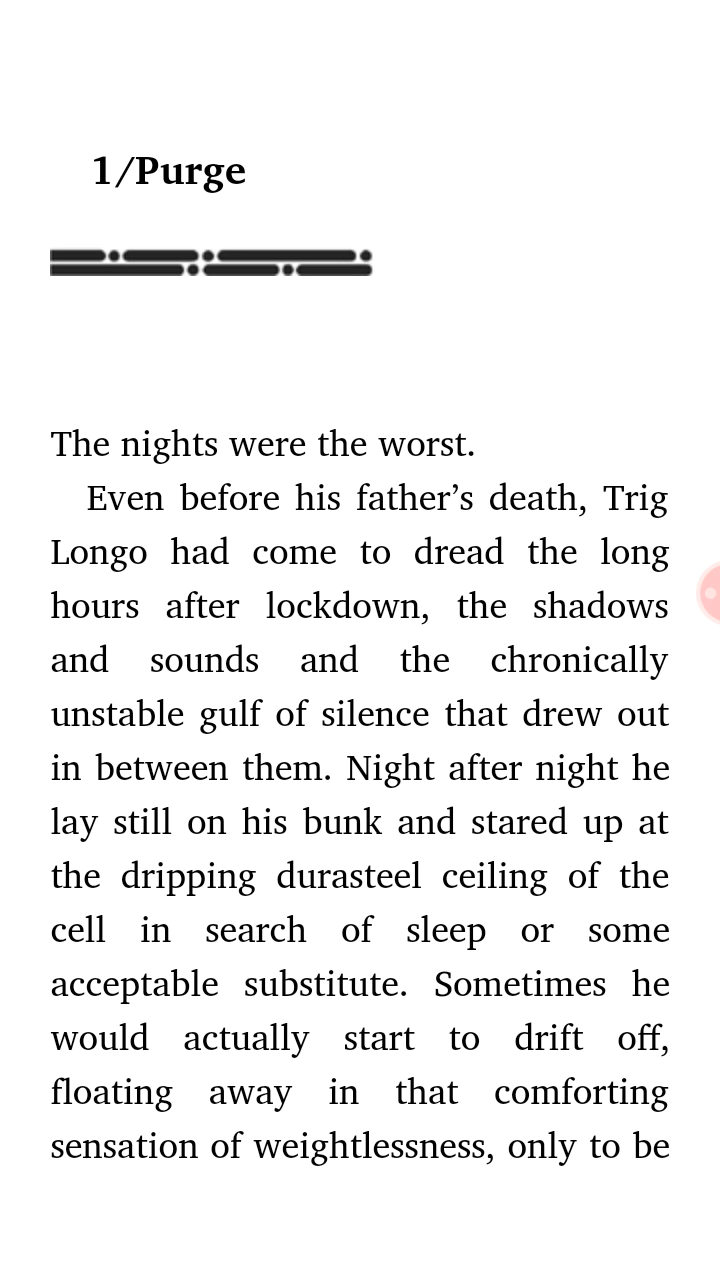 1/Purge
The nights were the worst.
Even before his father’s death, Trig
Longo had come to dread the long
hours after lockdown, the shadows
and sounds and the chronically
unstable gulf of silence that drew out
in between them. Night after night he
lay still on his bunk and stared up at
the dripping durasteel ceiling of the
cell in search of sleep or some
acceptable substitute. Sometimes he
would actually start to drift off,
floating away in that comforting
sensation of weightlessness, only to be